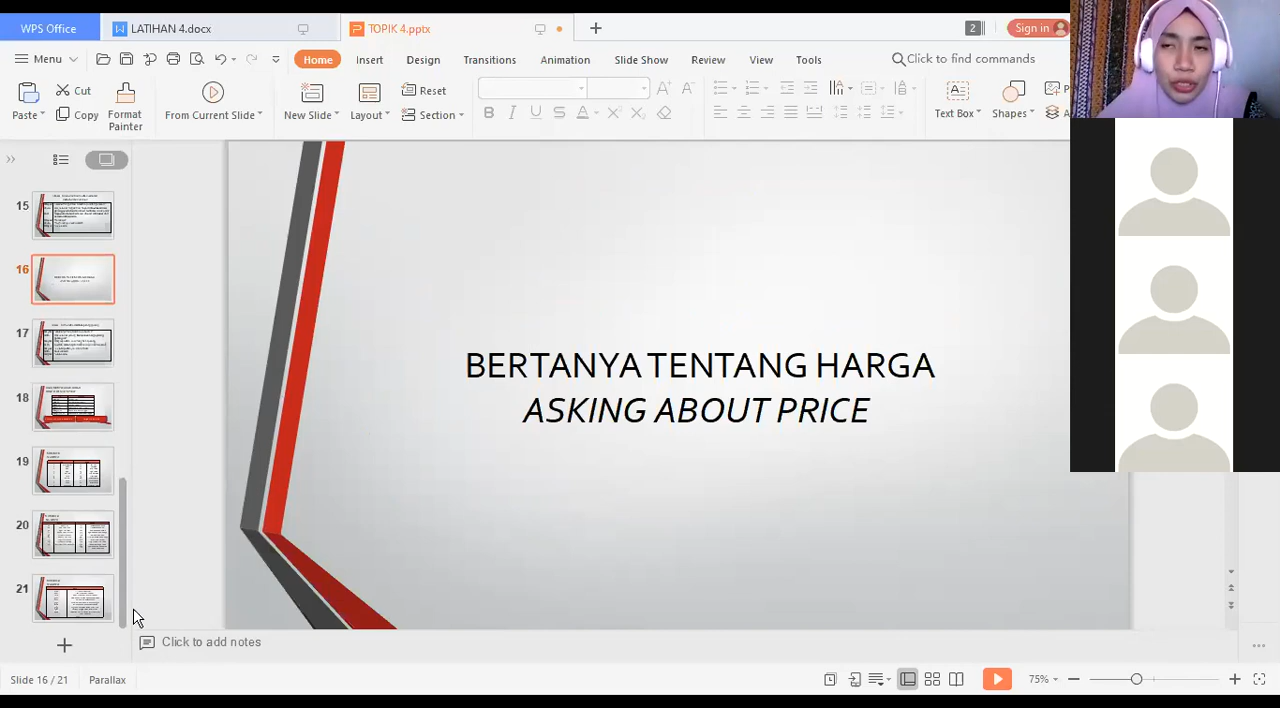 WPS Office
LATIHAN 4.docx
TOPIK 4.pptx
2
Sign in
Menu
Home
Insert
Design
Transitions
Animation
Slide Show
Review
View
Tools
Click to find commands
Paste
Cut
Format
Painter
From Current Slide
New Slide
Layout
Reset
Section
B I U S A
Text Box
Shapes
15
16
17
18
19
20
21
BERTANYA TENTANG HARGA
ASKING ABOUT PRICE
Click to add notes
Slide 16 / 21
Parallax
75%